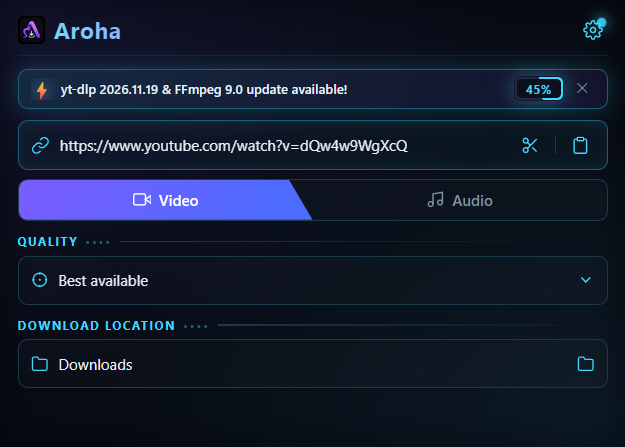 Aroha
yt-dlp 2026.11.19 & FFmpeg 9.0 update available!
45%
https://www.youtube.com/watch?v=dQw4w9WgXcQ
Video
Audio
QUALITY
Best available
DOWNLOAD LOCATION
Downloads